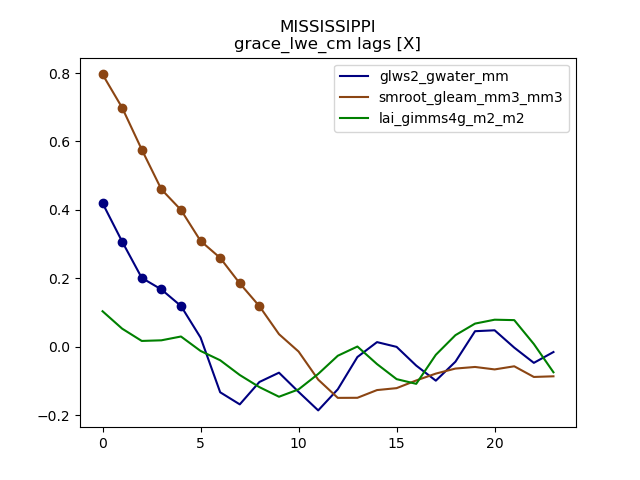 MISSISSIPPI
grace_lwe_cm lags [X]
glws2_gwater_mm
smroot_gleam_mm3_mm3
lai_gimms4g_m2_m2
0.8
0.6
0.4
0.2
0.0
−0.2
0 5 10 15 20